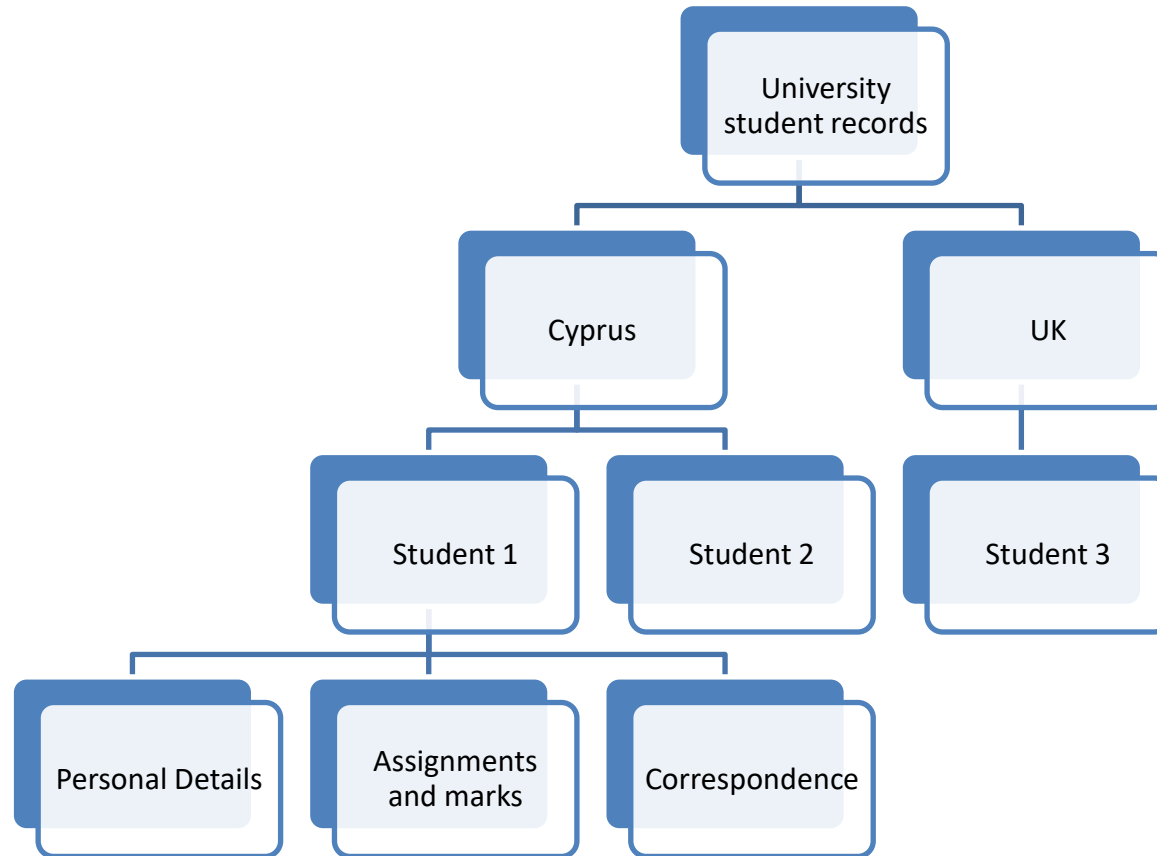 University
student records
Cyprus
UK
Student 1
Student 2
Student 3
Personal Details
Assignments
and marks
Correspondence